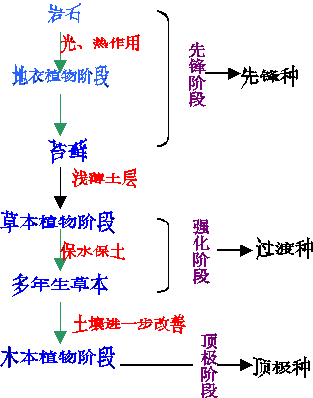 岩石
光、热作用
地衣植物阶段
先锋阶段
先锋种
苔藓
浅薄土层
草本植物阶段
保水保土
强化阶段
过渡种
多年生草本
土壤进一步改善
木本植物阶段
顶极阶段
顶极种